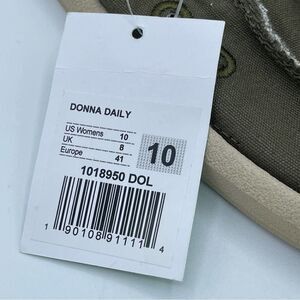 DONNA DAILY
US Womens 10
UK 8
Europe 41
10
1018950 DOL
1 90108 91111 4